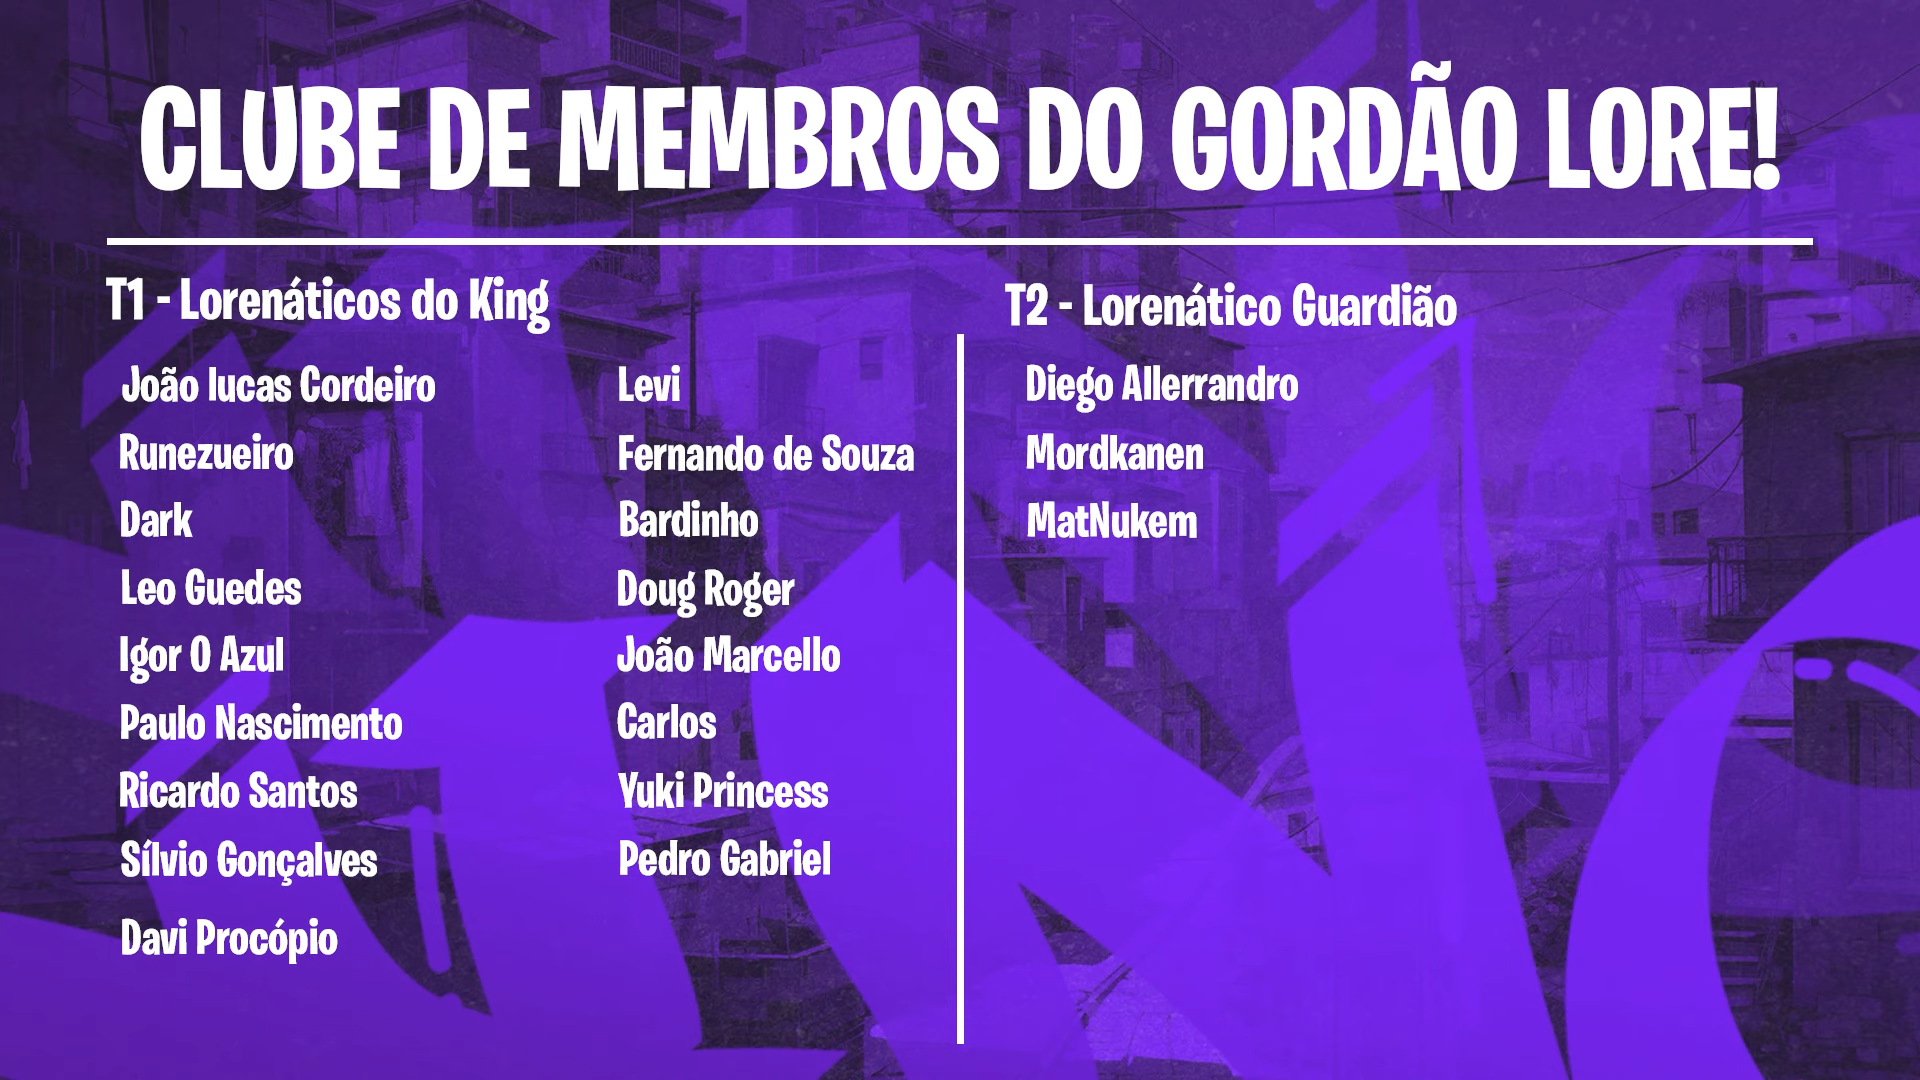 CLUBE DE MEMBROS DO GORDÃO LORE!
T1 - Lorenáticos do King
João lucas Cordeiro
Runezueiro
Dark
Leo Guedes
Igor O Azul
Paulo Nascimento
Ricardo Santos
Sílvio Gonçalves
Davi Procópio
Levi
Fernando de Souza
Bardinho
Doug Roger
João Marcello
Carlos
Yuki Princess
Pedro Gabriel
T2 - Lorenático Guardião
Diego Allerrandro
Mordkanen
MatNukem